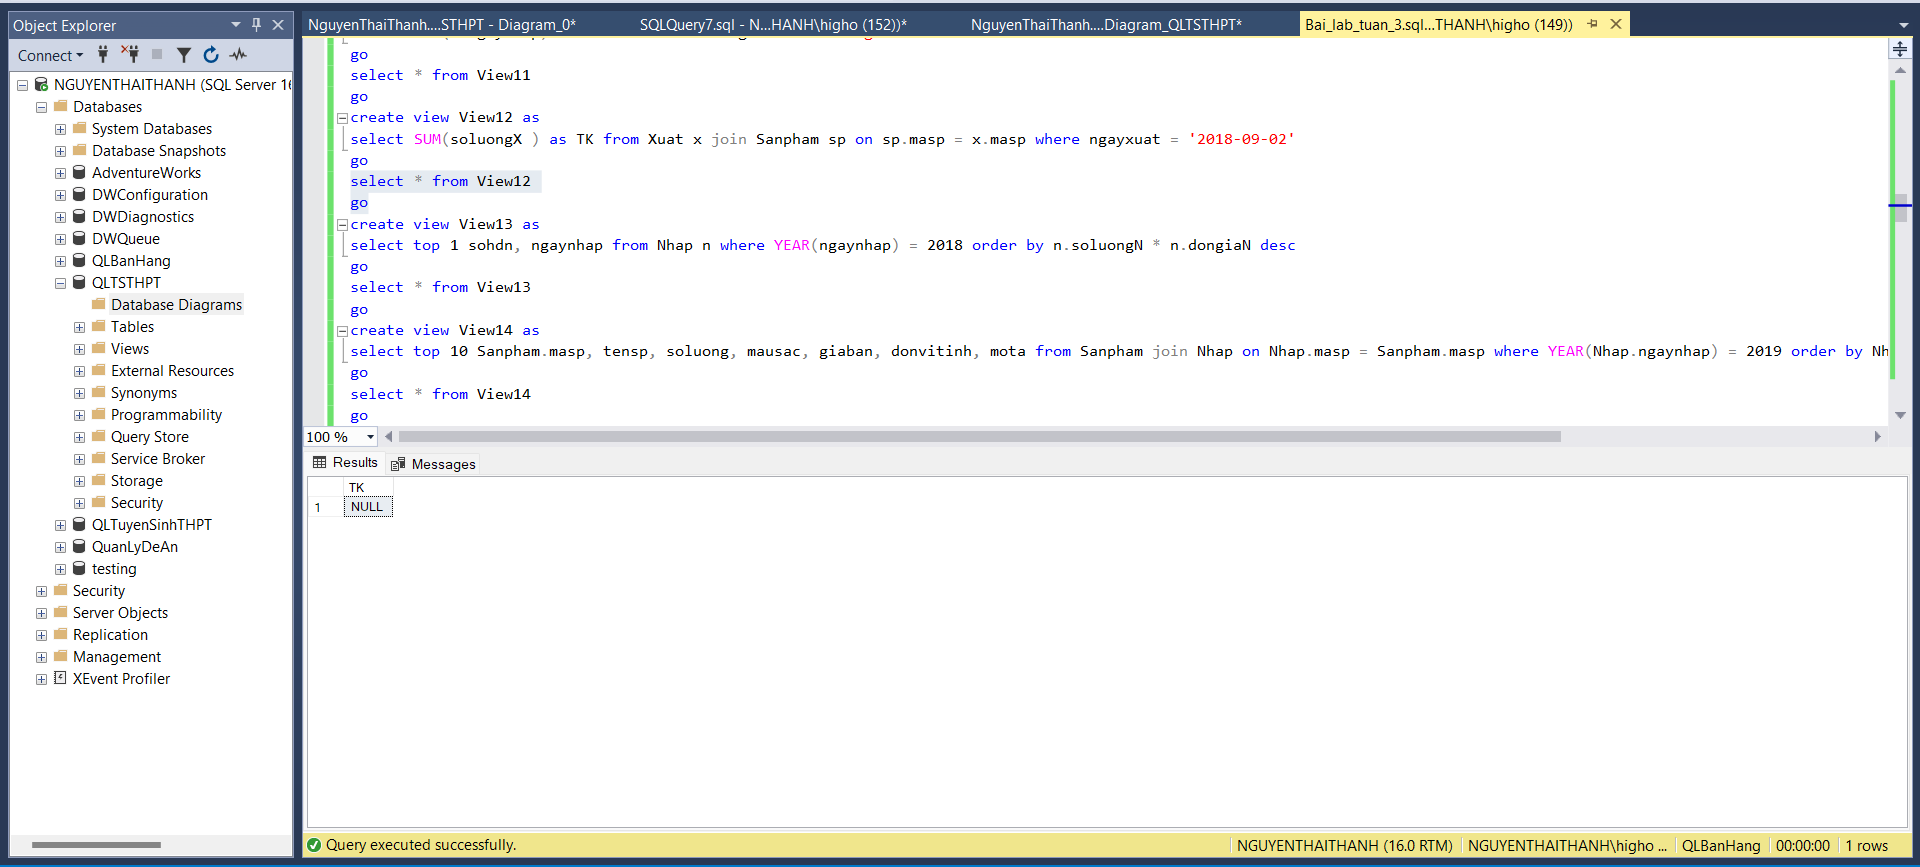 Object Explorer
Connect
NGUYENTHAITHANH (SQL Server 16
Databases
System Databases
Database Snapshots
AdventureWorks
DWConfiguration
DWDiagnostics
DWQueue
QLBanHang
QLTSTHPT
Database Diagrams
Tables
Views
External Resources
Synonyms
Programmability
Query Store
Service Broker
Storage
Security
QLTuyenSinhTHPT
QuanLyDeAn
testing
Security
Server Objects
Replication
Management
XEvent Profiler
NguyenThaiThanh....STHPT - Diagram_0*
SQLQuery7.sql - N...HANH\higho (152))*
NguyenThaiThanh....Diagram_QLTSTHPT*
Bai_lab_tuan_3.sql...THANH\higho (149))
go
select * from View11
go
create view View12 as
select SUM(soluongX ) as TK from Xuat x join Sanpham sp on sp.masp = x.masp where ngayxuat = '2018-09-02'
go
select * from View12
go
create view View13 as
select top 1 sohdn, ngaynhap from Nhap n where YEAR(ngaynhap) = 2018 order by n.soluongN * n.dongiaN desc
go
select * from View13
go
create view View14 as
select top 10 Sanpham.masp, tensp, soluong, mausac, giaban, donvitinh, mota from Sanpham join Nhap on Nhap.masp = Sanpham.masp where YEAR(Nhap.ngaynhap) = 2019 order by Nh
go
select * from View14
go
100 %
Results
Messages
TK
1 NULL
Query executed successfully.
NGUYENTHAITHANH (16.0 RTM)
NGUYENTHAITHANH\higho ...
QLBanHang
00:00:00
1 rows